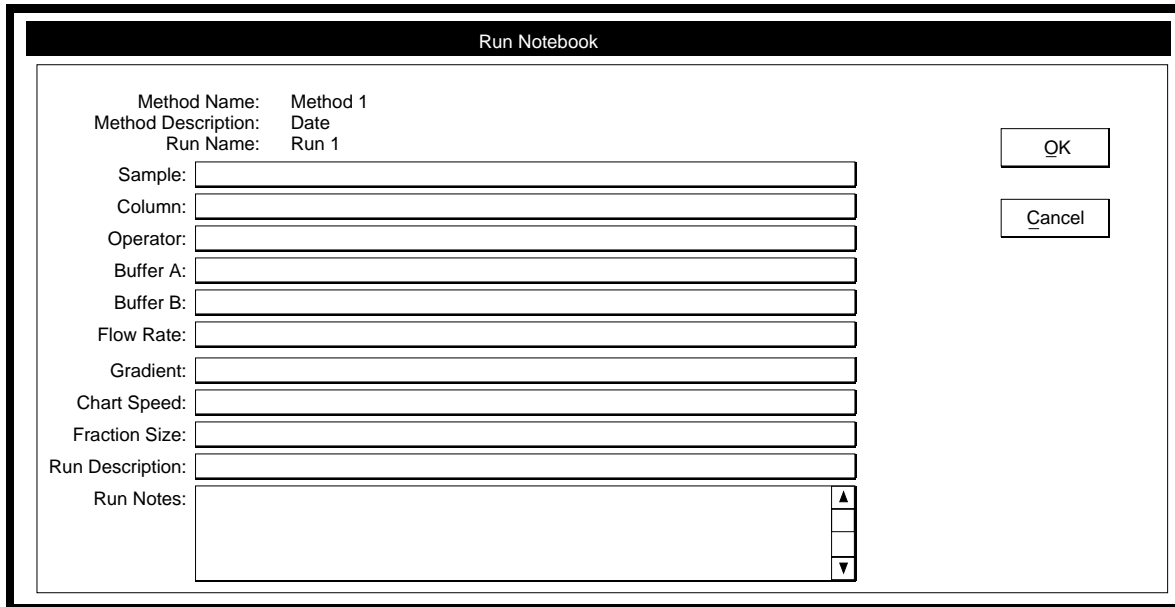 Run Notebook
Method Name: Method 1
Method Description: Date
Run Name: Run 1
OK
Sample:
Column:
Cancel
Operator:
Buffer A:
Buffer B:
Flow Rate:
Gradient:
Chart Speed:
Fraction Size:
Run Description:
Run Notes: